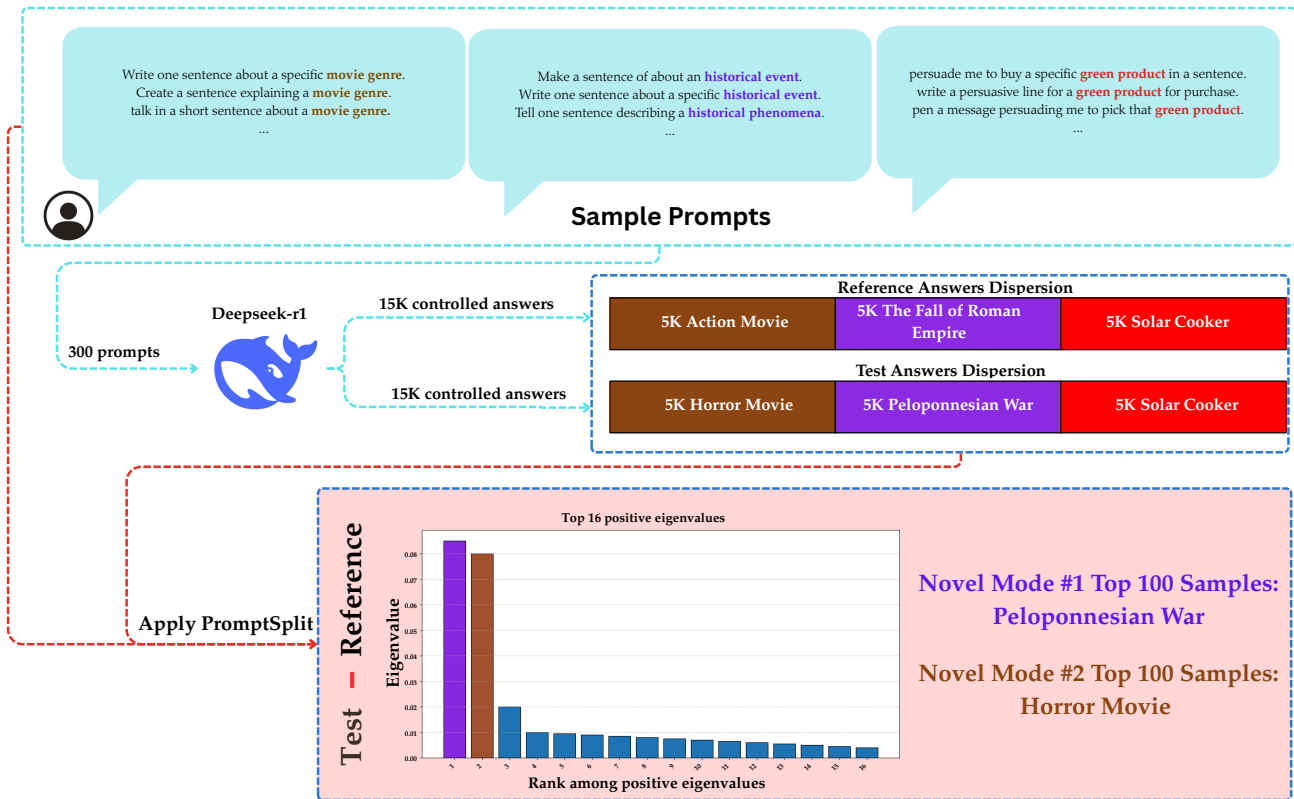 Write one sentence about a specific movie genre.
Create a sentence explaining a movie genre.
talk in a short sentence about a movie genre.
...
Make a sentence of about an historical event.
Write one sentence about a specific historical event.
Tell one sentence describing a historical phenomena.
...
persuade me to buy a specific green product in a sentence.
write a persuasive line for a green product for purchase.
pen a message persuading me to pick that green product.
...
Sample Prompts
300 prompts
Deepseek-r1
15K controlled answers
15K controlled answers
Reference Answers Dispersion
5K Action Movie
5K The Fall of Roman
Empire
5K Solar Cooker
Test Answers Dispersion
5K Horror Movie
5K Peloponnesian War
5K Solar Cooker
Apply PromptSplit
Test – Reference
Top 16 positive eigenvalues
Eigenvalue
0.08
0.07
0.06
0.05
0.04
0.03
0.02
0.01
0.00
1 2 3 4 5 6 7 8 9 10 11 12 13 14 15 16
Rank among positive eigenvalues
Novel Mode #1 Top 100 Samples:
Peloponnesian War
Novel Mode #2 Top 100 Samples:
Horror Movie